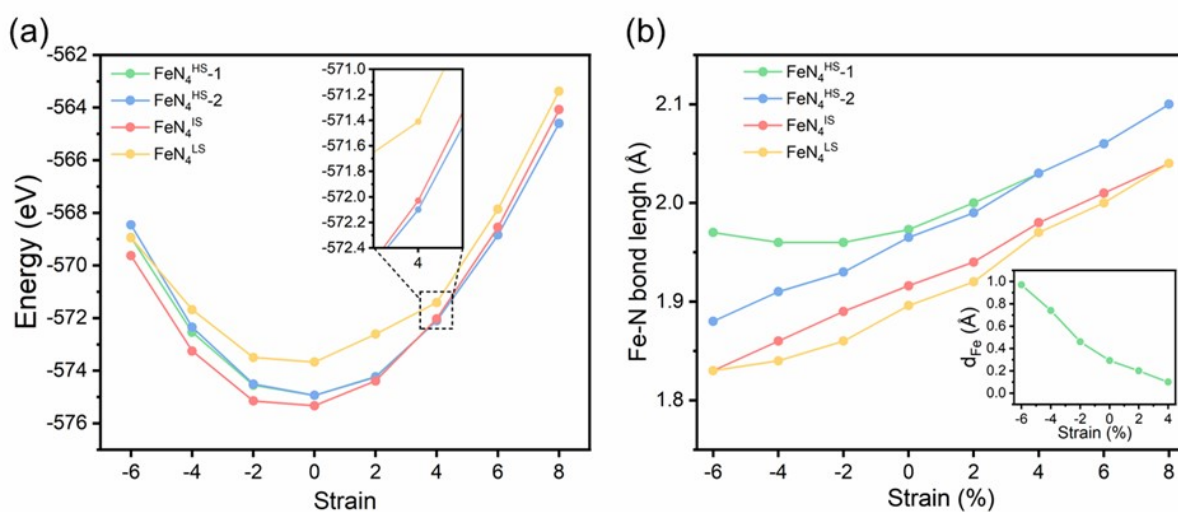 (a)
-562
-564
-566
-568
-570
-572
-574
-576
Energy (eV)
FeN4HS-1
FeN4HS-2
FeN4IS
FeN4LS
-571.0
-571.2
-571.4
-571.6
-571.8
-572.0
-572.2
-572.4
4
-6 -4 -2 0 2 4 6 8
Strain
(b)
2.1
2.0
1.9
1.8
Fe-N bond lengh (Å)
FeN4HS-1
FeN4HS-2
FeN4IS
FeN4LS
1.0
0.8
0.6
0.4
0.2
0.0
dFe (Å)
-6 -4 -2 0 2 4
Strain (%)
-6 -4 -2 0 2 4 6 8
Strain (%)